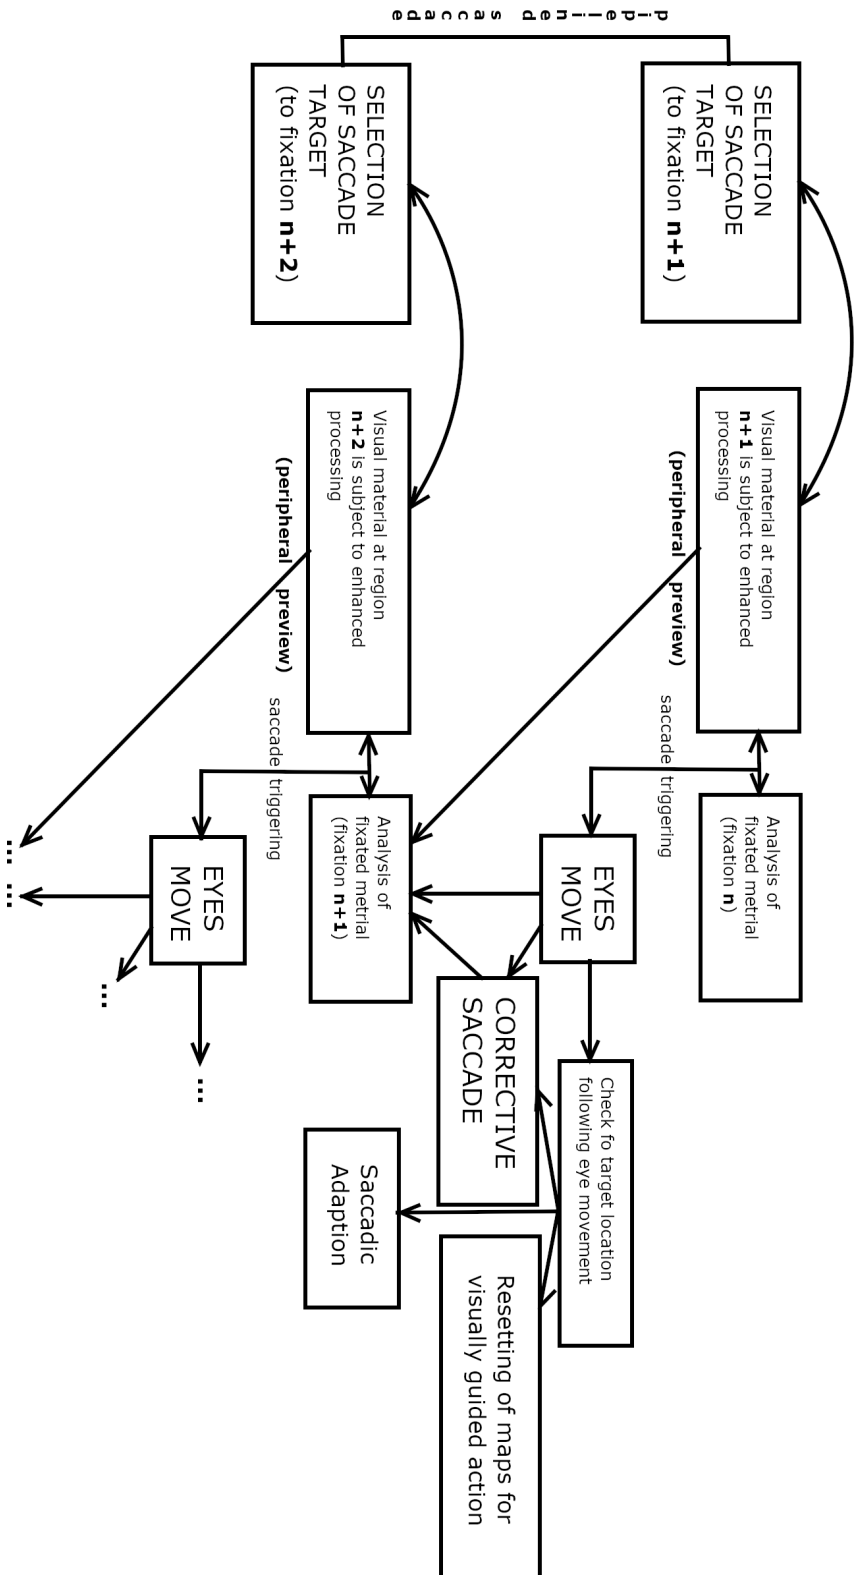 pipelined saccade
SELECTION
OF SACCADE
TARGET
(to fixation n+1)
Visual material at region
n+1 is subject to enhanced
processing
(peripheral preview)
Analysis of
fixated metrial
(fixation n)
saccade triggering
EYES
MOVE
Check fo target location
following eye movement
CORRECTIVE
SACCADE
Resetting of maps for
visually guided action
Saccadic
Adaption
SELECTION
OF SACCADE
TARGET
(to fixation n+2)
Visual material at region
n+2 is subject to enhanced
processing
(peripheral preview)
Analysis of
fixated metrial
(fixation n+1)
saccade triggering
EYES
MOVE
...
...
...
...